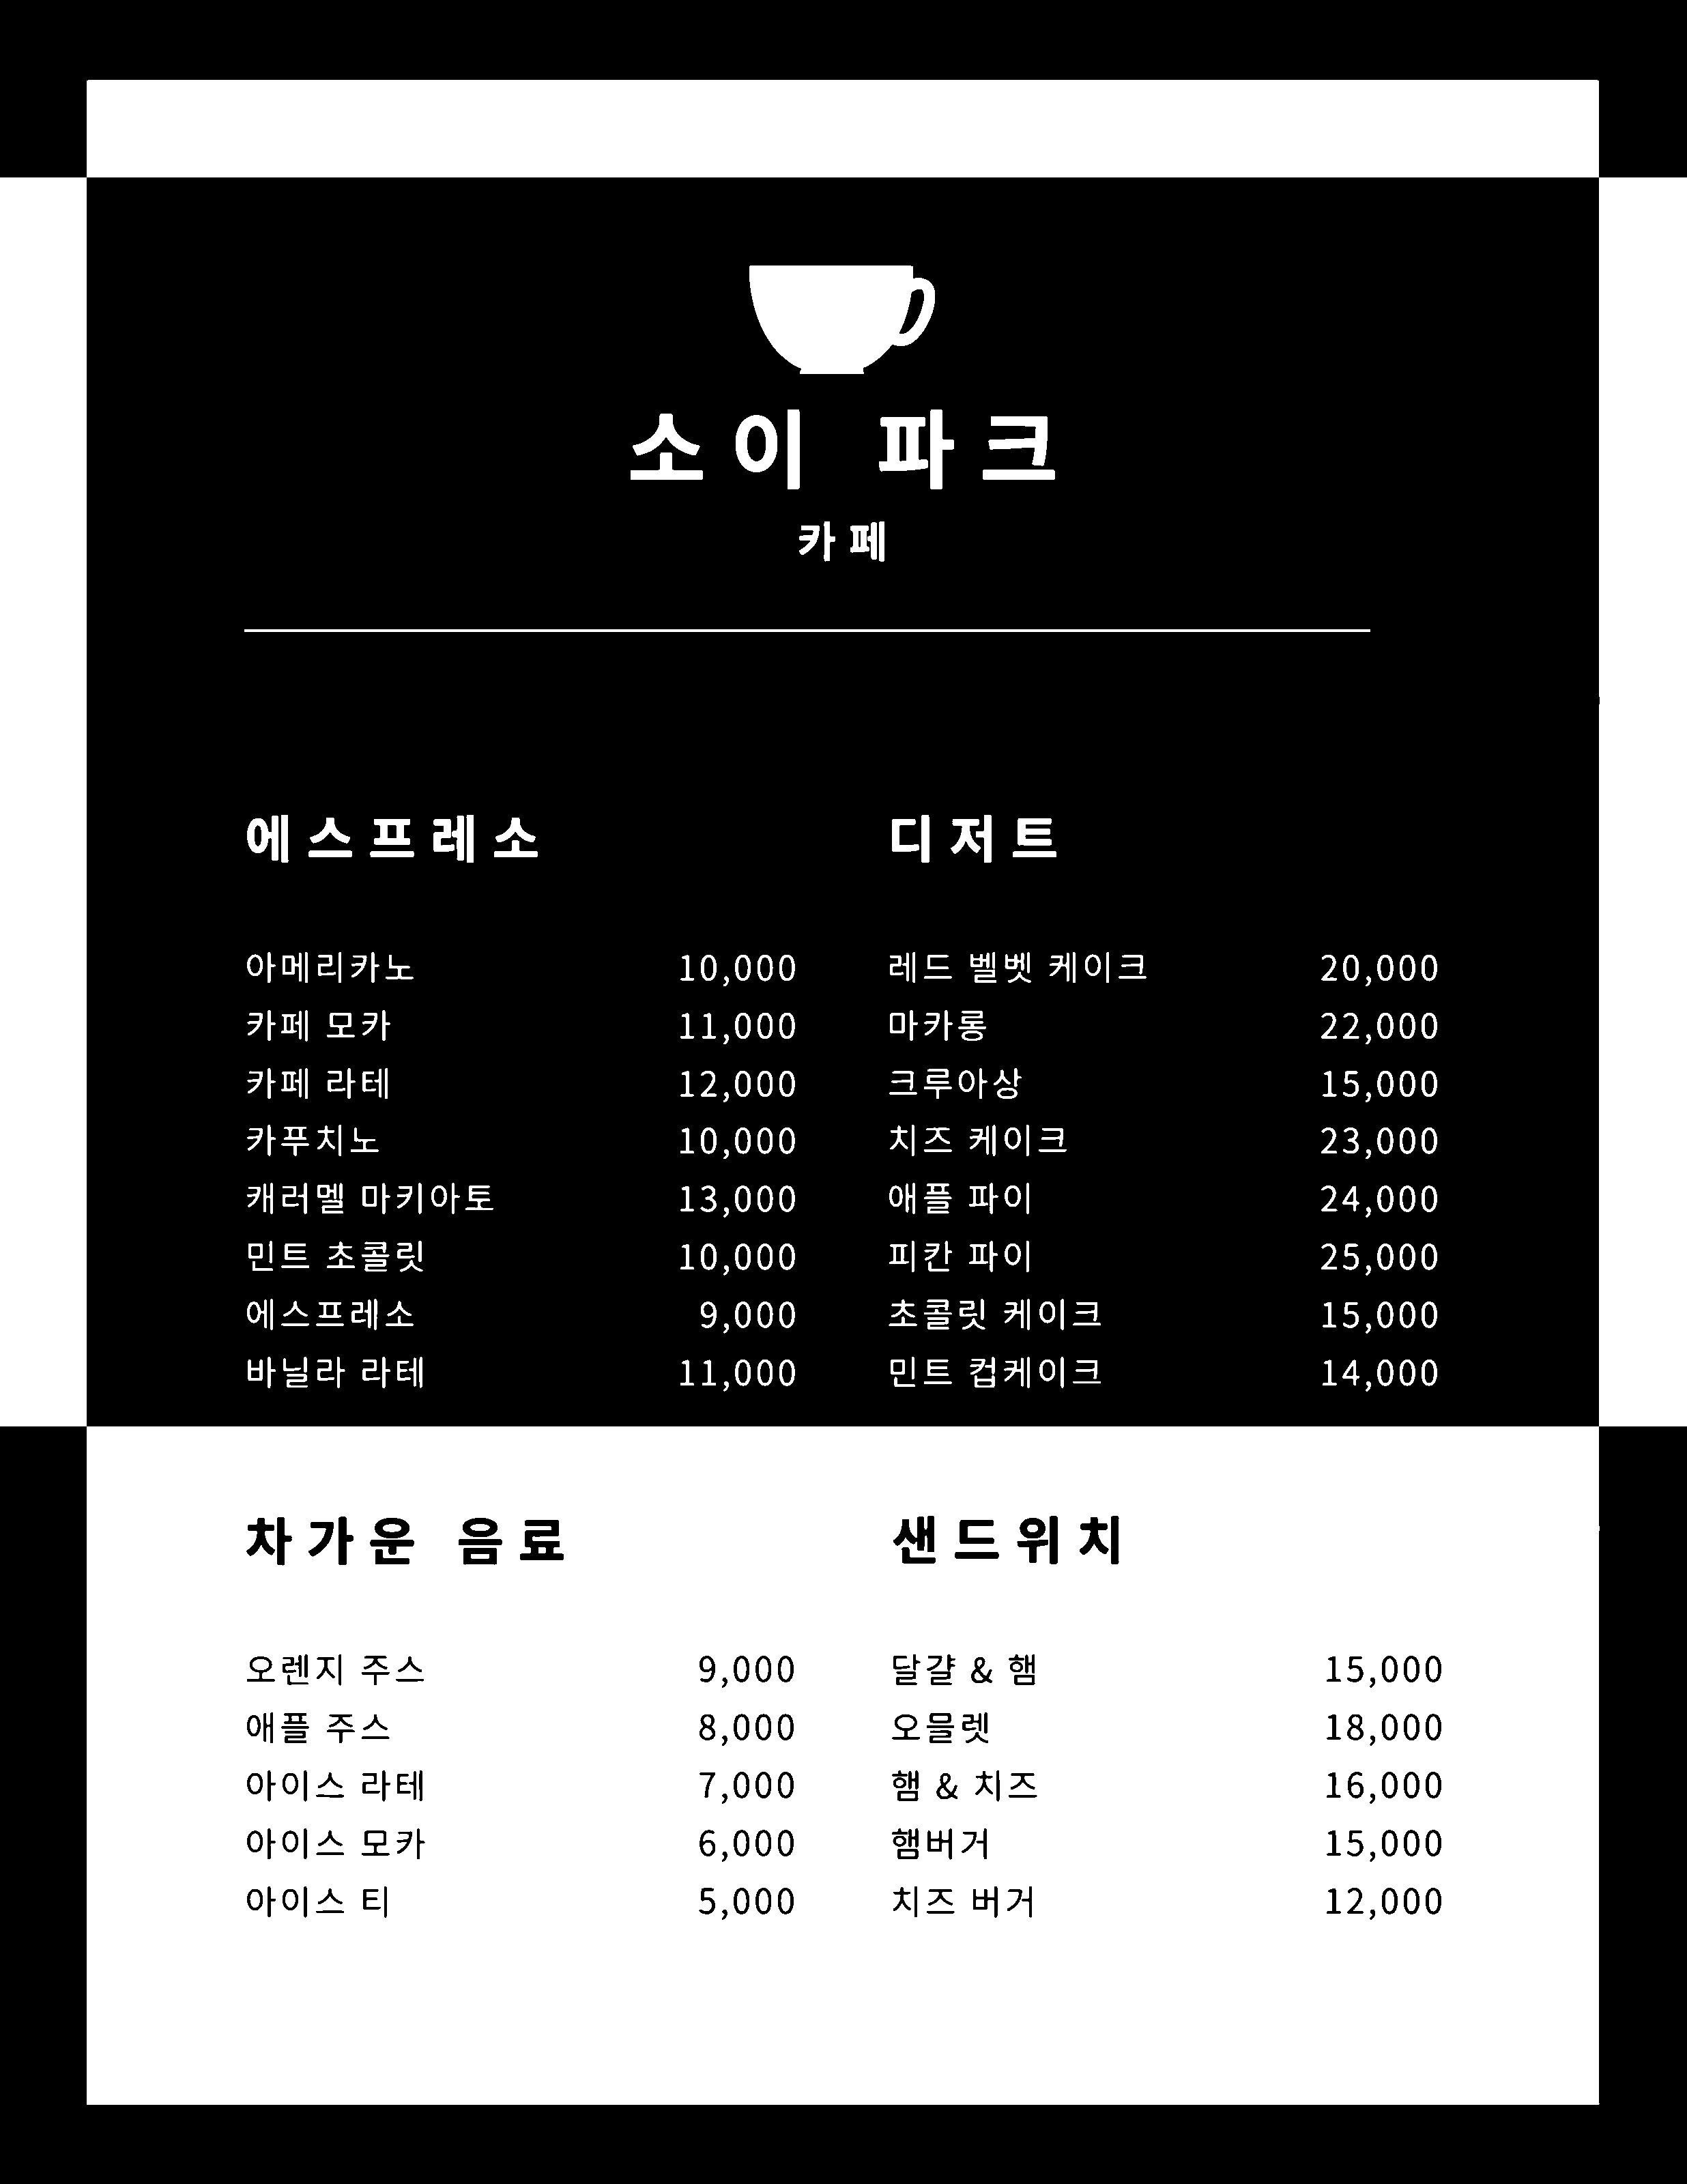 소이 파크
카페
에스프레소
아메리카노 10,000
카페 모카 11,000
카페 라테 12,000
카푸치노 10,000
캐러멜 마키아토 13,000
민트 초콜릿 10,000
에스프레소 9,000
바닐라 라테 11,000
디저트
레드 벨벳 케이크 20,000
마카롱 22,000
크루아상 15,000
치즈 케이크 23,000
애플 파이 24,000
피칸 파이 25,000
초콜릿 케이크 15,000
민트 컵케이크 14,000
차가운 음료
오렌지 주스 9,000
애플 주스 8,000
아이스 라테 7,000
아이스 모카 6,000
아이스 티 5,000
샌드위치
달걀 & 햄 15,000
오믈렛 18,000
햄 & 치즈 16,000
햄버거 15,000
치즈 버거 12,000